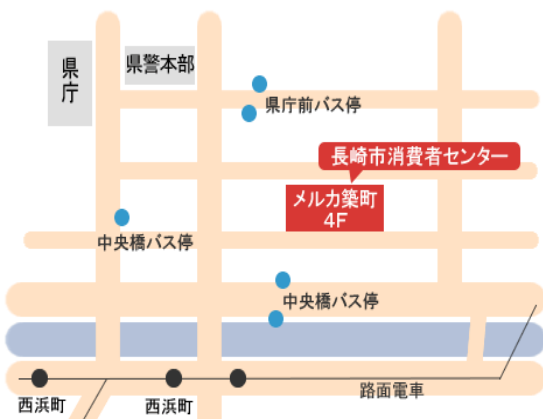 県庁
県警本部
県庁前バス停
長崎市消費者センター
メルカ築町
4F
中央橋バス停
中央橋バス停
路面電車
西浜町
西浜町